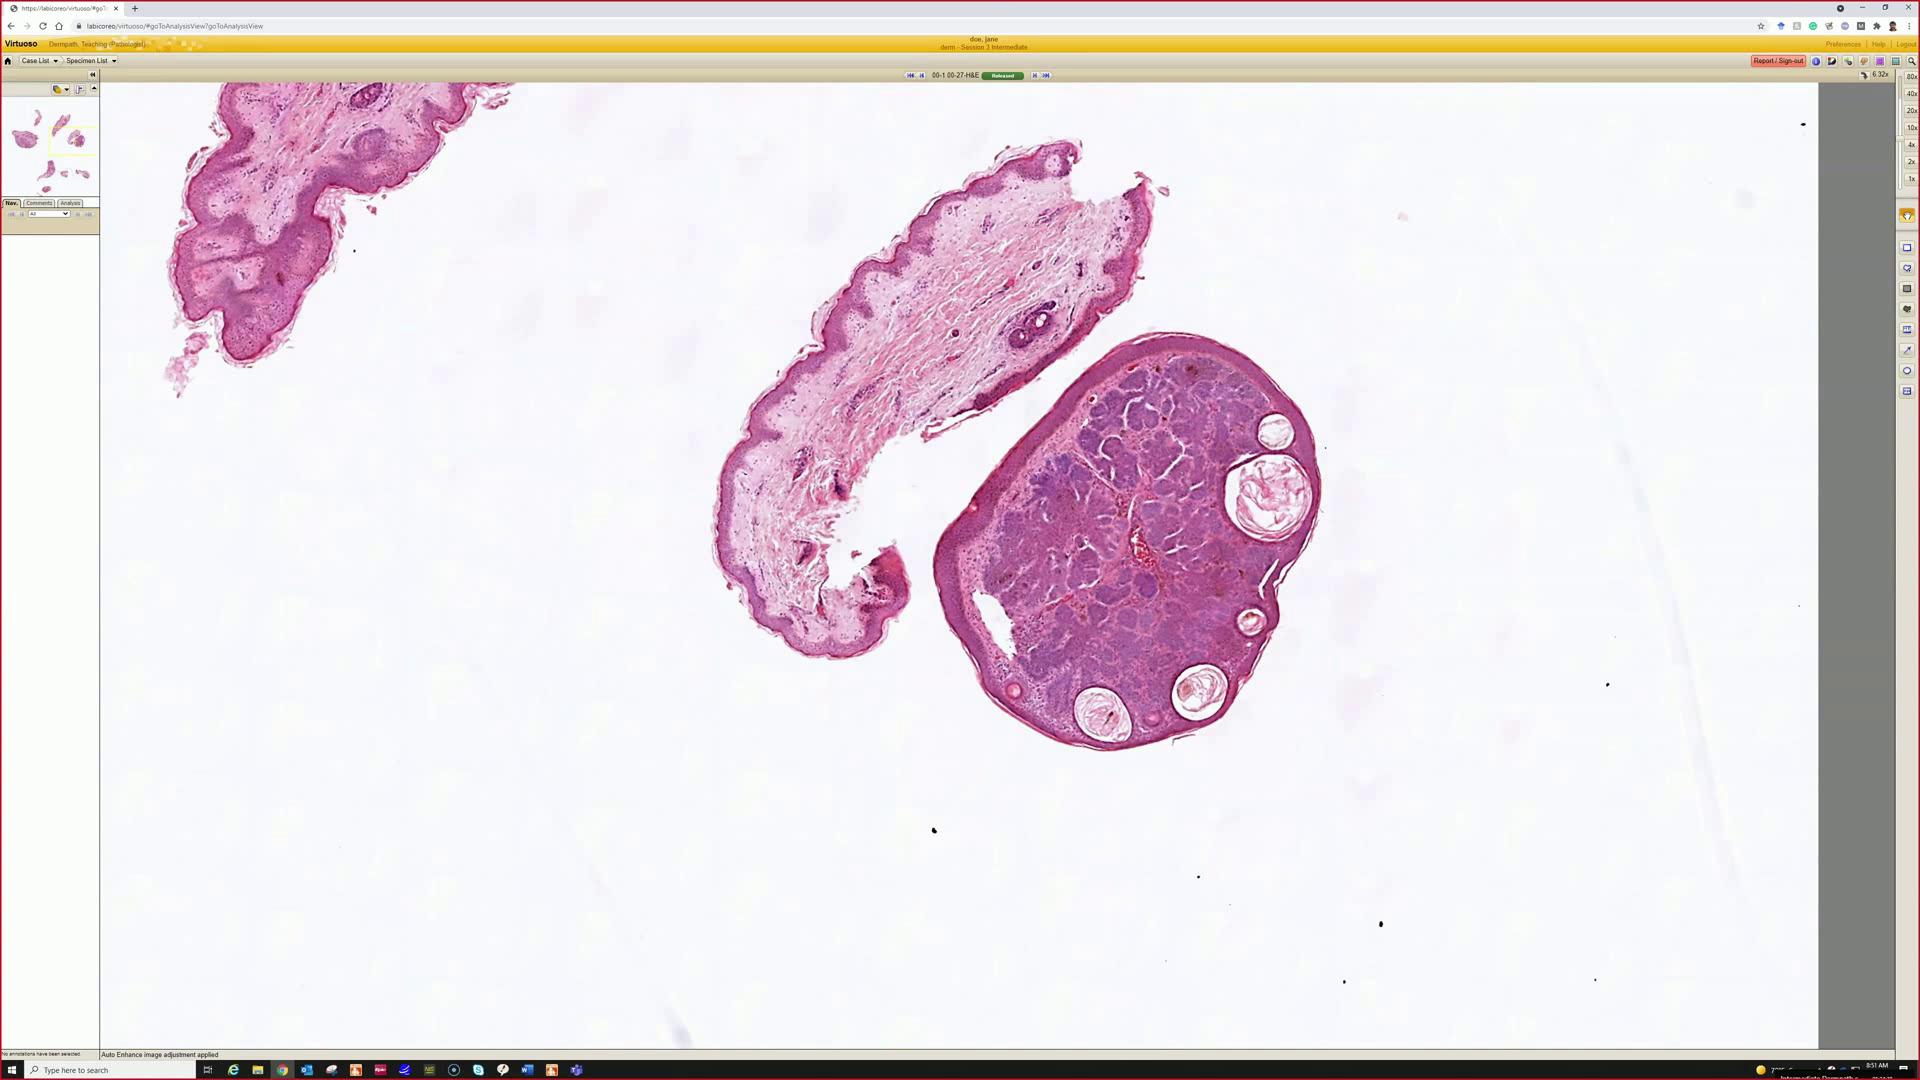 https://labicoreo/virtuoso/#goTo
labicoreo/virtuoso/#goToAnalysisView?goToAnalysisView
Virtuoso
Dermpath, Teaching (Pathologist)
doe, jane
derm - Session 3 Intermediate
Preferences | Help | Logout
Case List
Specimen List
Report / Sign-out
00-1 00-27-H&E
Released
6.32x
80x
40x
20x
10x
4x
2x
1x
Nav.
Comments
Analysis
All
No annotations have been selected.
Auto Enhance image adjustment applied
Type here to search
8:51 AM